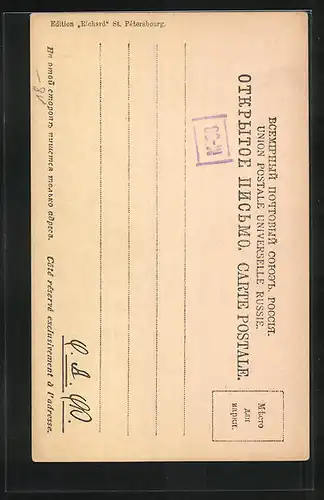 ВСЕМІРНЫЙ ПОЧТОВЫЙ СОЮЗЪ. РОССІЯ.
UNION POSTALE UNIVERSELLE RUSSIE.
ОТКРЫТОЕ ПИСЬМО. CARTE POSTALE.
Мѣсто
для
марки.
На этой сторонѣ пишется только адресъ. Côté réservé exclusivement à l'adresse.
Edition „Richard" St. Pétersbourg.